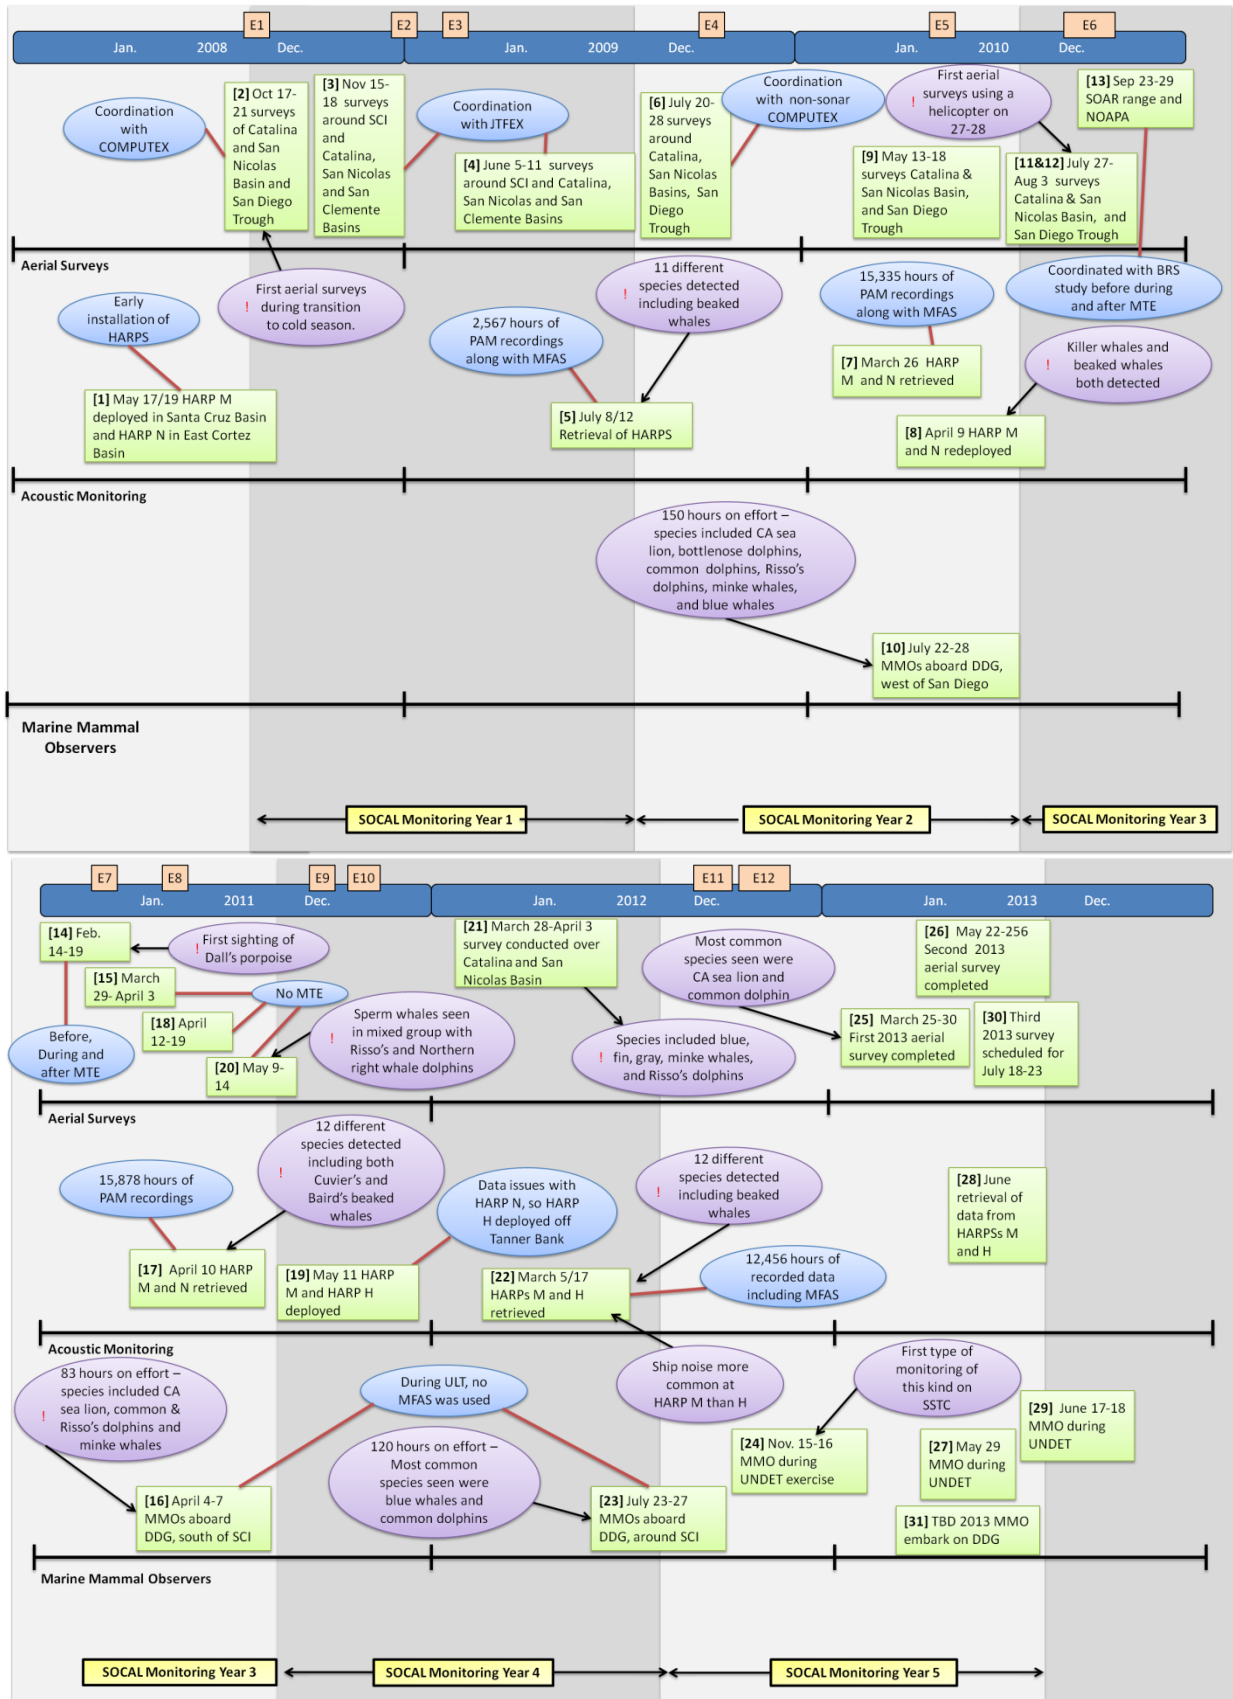 E1
E2
E3
E4
E5
E6
Jan.
2008
Dec.
Jan.
2009
Dec.
Jan.
2010
Dec.
Coordination
with
COMPUTEX
[2] Oct 17-
21 surveys
of Catalina
and San
Nicolas
Basin and
San Diego
Trough
[3] Nov 15-
18 surveys
around SCI
and
Catalina,
San Nicolas
and San
Clemente
Basins
Coordination
with JTFEX
[4] June 5-11 surveys
around SCI and Catalina,
San Nicolas and San
Clemente Basins
[6] July 20-
28 surveys
around
Catalina,
San Nicolas
Basins, San
Diego
Trough
Coordination
with non-sonar
COMPUTEX
First aerial
! surveys using a
helicopter on
27-28
[9] May 13-18
surveys Catalina &
San Nicolas Basin,
and San Diego
Trough
[11&12] July 27-
Aug 3 surveys
Catalina & San
Nicolas Basin, and
San Diego Trough
[13] Sep 23-29
SOAR range and
NOAPA
Aerial Surveys
First aerial surveys
! during transition
to cold season.
Coordinated with BRS
study before during
and after MTE
Early
installation of
HARPS
[1] May 17/19 HARP M
deployed in Santa Cruz Basin
and HARP N in East Cortez
Basin
2,567 hours of
PAM recordings
along with MFAS
11 different
! species detected
including beaked
whales
[5] July 8/12
Retrieval of HARPS
15,335 hours of
PAM recordings
along with MFAS
[7] March 26 HARP
M and N retrieved
Killer whales and
! beaked whales
both detected
[8] April 9 HARP M
and N redeployed
Acoustic Monitoring
150 hours on effort –
species included CA sea
lion, bottlenose dolphins,
common dolphins, Risso's
dolphins, minke whales,
and blue whales
[10] July 22-28
MMOs aboard DDG,
west of San Diego
Marine Mammal
Observers
SOCAL Monitoring Year 1
SOCAL Monitoring Year 2
SOCAL Monitoring Year 3
E7
E8
E9
E10
E11
E12
Jan.
2011
Dec.
Jan.
2012
Dec.
Jan.
2013
Dec.
[14] Feb.
14-19
! First sighting of
Dall's porpoise
[15] March
29- April 3
No MTE
[18] April
12-19
Before,
During and
after MTE
[20] May 9-
14
Sperm whales seen
! in mixed group with
Risso's and Northern
right whale dolphins
[21] March 28-April 3
survey conducted over
Catalina and San
Nicolas Basin
Species included blue,
! fin, gray, minke whales,
and Risso's dolphins
Most common
species seen were
CA sea lion and
common dolphin
[25] March 25-30
First 2013 aerial
survey completed
[26] May 22-256
Second 2013
aerial survey
completed
[30] Third
2013 survey
scheduled for
July 18-23
Aerial Surveys
15,878 hours of
PAM recordings
12 different
species detected
! including both
Cuvier's and
Baird's beaked
whales
[17] April 10 HARP
M and N retrieved
Data issues with
HARP N, so HARP
H deployed off
Tanner Bank
[19] May 11 HARP
M and HARP H
deployed
12 different
! species detected
including beaked
whales
[22] March 5/17
HARPs M and H
retrieved
12,456 hours of
recorded data
including MFAS
[28] June
retrieval of
data from
HARPSs M
and H
Acoustic Monitoring
Ship noise more
common at
HARP M than H
83 hours on effort –
species included CA
! sea lion, common &
Risso's dolphins and
minke whales
During ULT, no
MFAS was used
120 hours on effort –
Most common
species seen were
blue whales and
common dolphins
[16] April 4-7
MMOs aboard
DDG, south of SCI
[23] July 23-27
MMOs aboard
DDG, around SCI
First type of
monitoring of
this kind on
SSTC
[24] Nov. 15-16
MMO during
UNDET exercise
[27] May 29
MMO during
UNDET
[29] June 17-18
MMO during
UNDET
[31] TBD 2013 MMO
embark on DDG
Marine Mammal Observers
SOCAL Monitoring Year 3
SOCAL Monitoring Year 4
SOCAL Monitoring Year 5